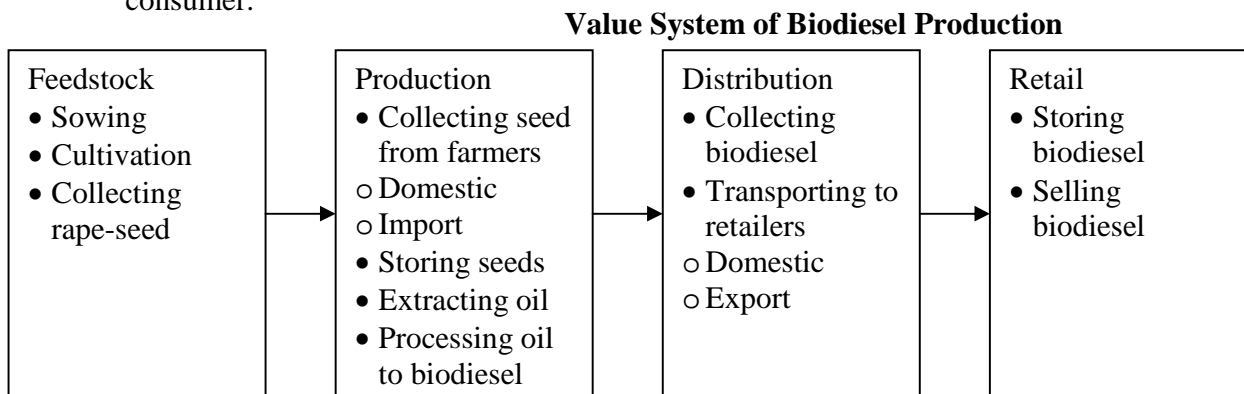 consumer.
Value System of Biodiesel Production
Feedstock
• Sowing
• Cultivation
• Collecting
rape-seed
Production
• Collecting seed
from farmers
o Domestic
o Import
• Storing seeds
• Extracting oil
• Processing oil
to biodiesel
Distribution
• Collecting
biodiesel
• Transporting to
retailers
o Domestic
o Export
Retail
• Storing
biodiesel
• Selling
biodiesel